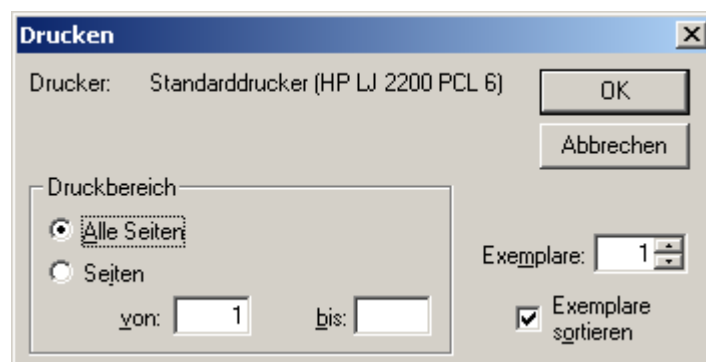 Drucken
Drucker: Standarddrucker (HP LJ 2200 PCL 6)
OK
Abbrechen
Druckbereich
Alle Seiten
Seiten
von: 1 bis:
Exemplare: 1
Exemplare
sortieren